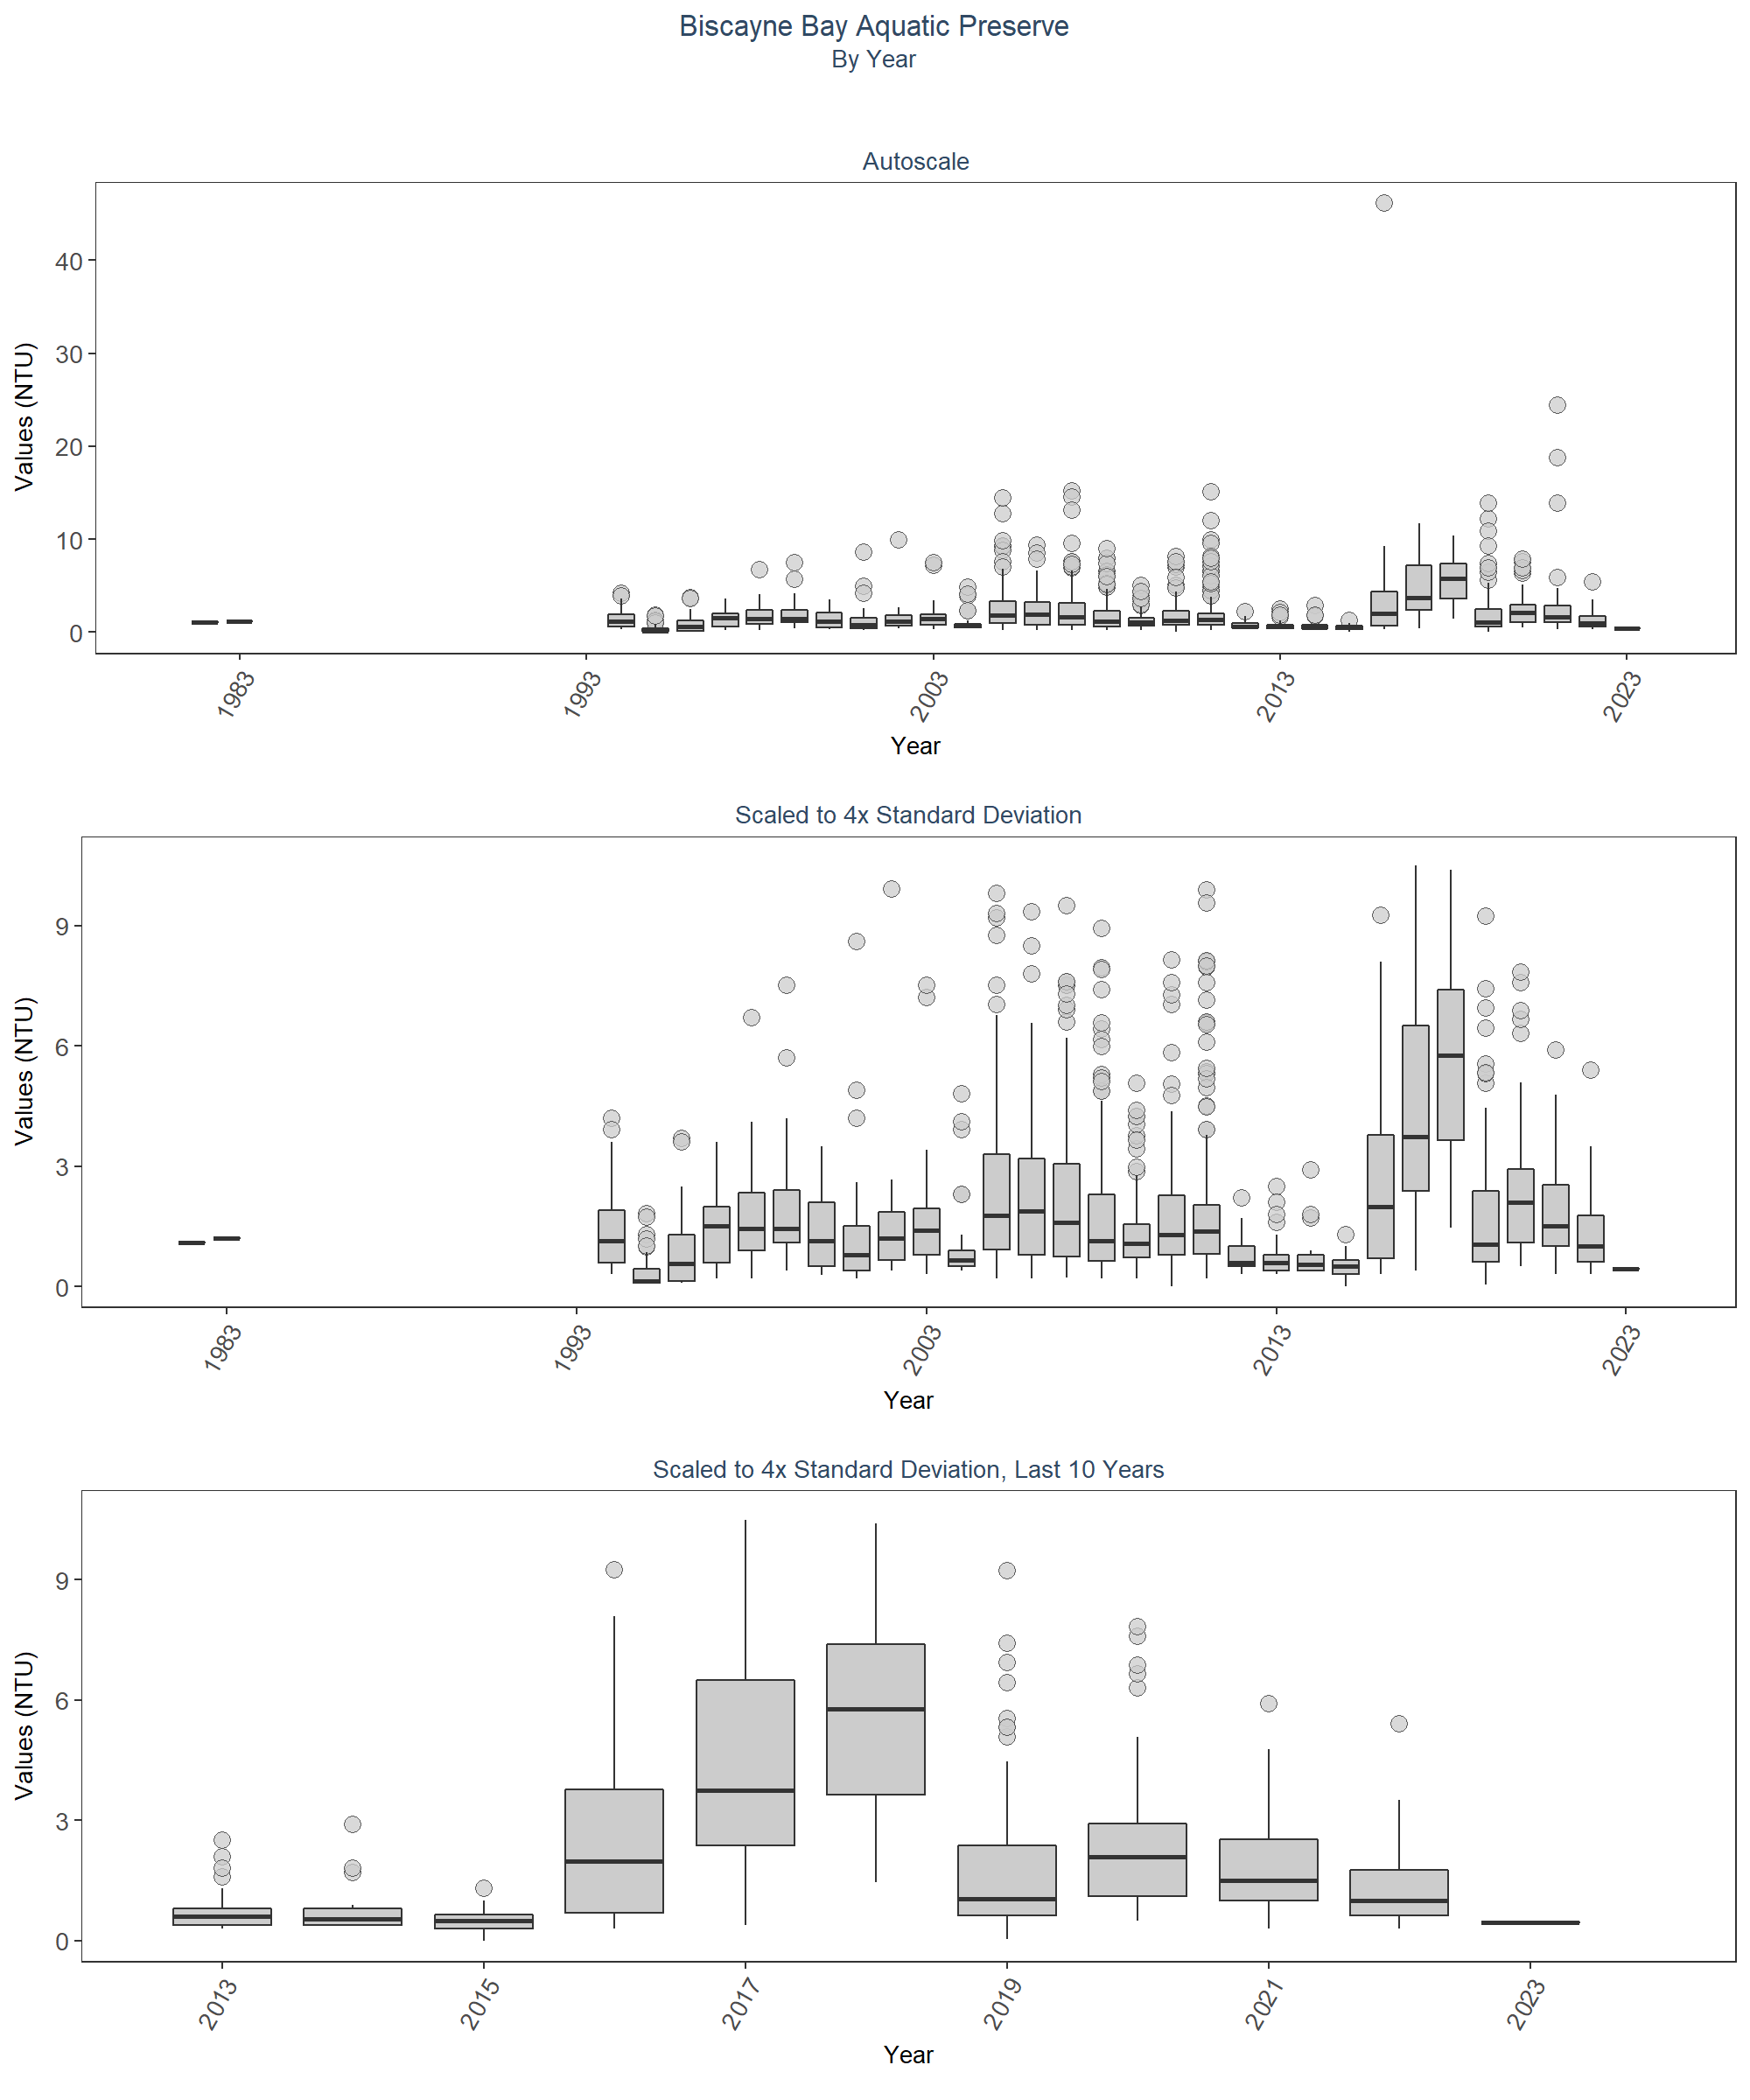 Biscayne Bay Aquatic Preserve
By Year
Autoscale
Values (NTU)
40
30
20
10
0
1983
1993
2003
2013
2023
Year
Scaled to 4x Standard Deviation
Values (NTU)
9
6
3
0
1983
1993
2003
2013
2023
Year
Scaled to 4x Standard Deviation, Last 10 Years
Values (NTU)
9
6
3
0
2013
2015
2017
2019
2021
2023
Year